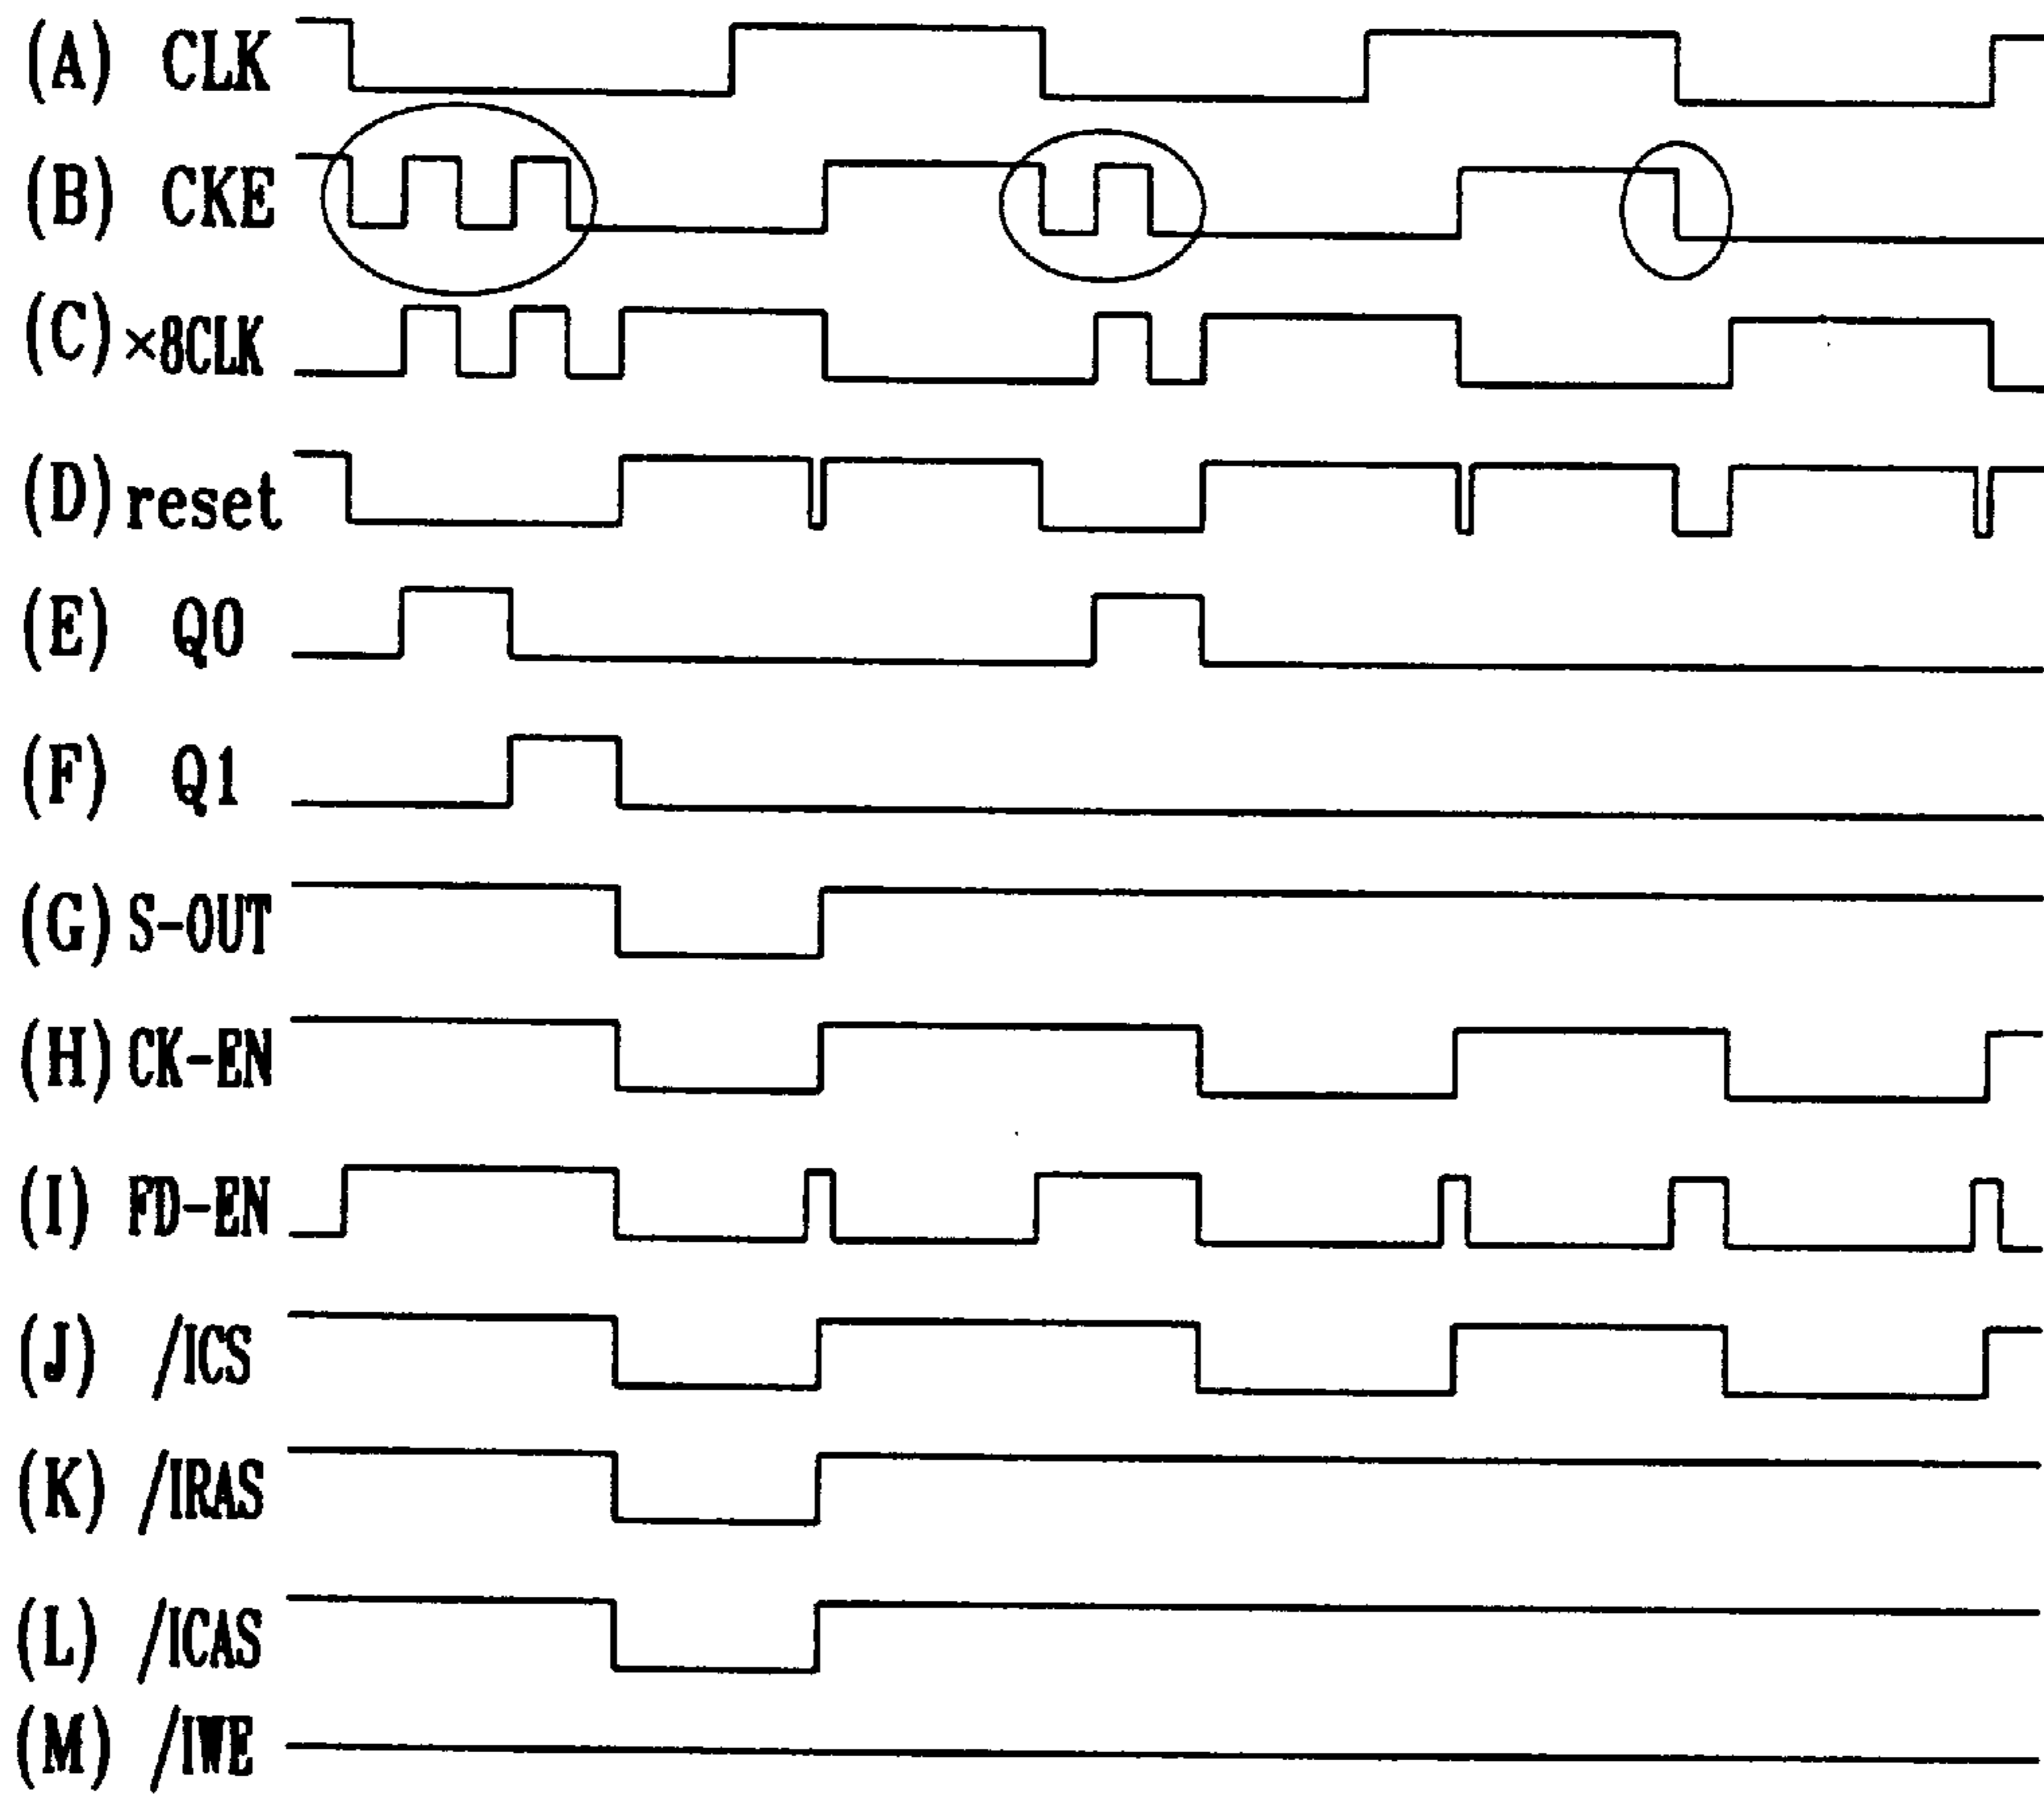 (A) CLK
(B) CKE
(C) ×8CLK
(D) reset
(E) Q0
(F) Q1
(G) S-OUT
(H) CK-EN
(I) FD-EN
(J) /ICS
(K) /IRAS
(L) /ICAS
(M) /IWE